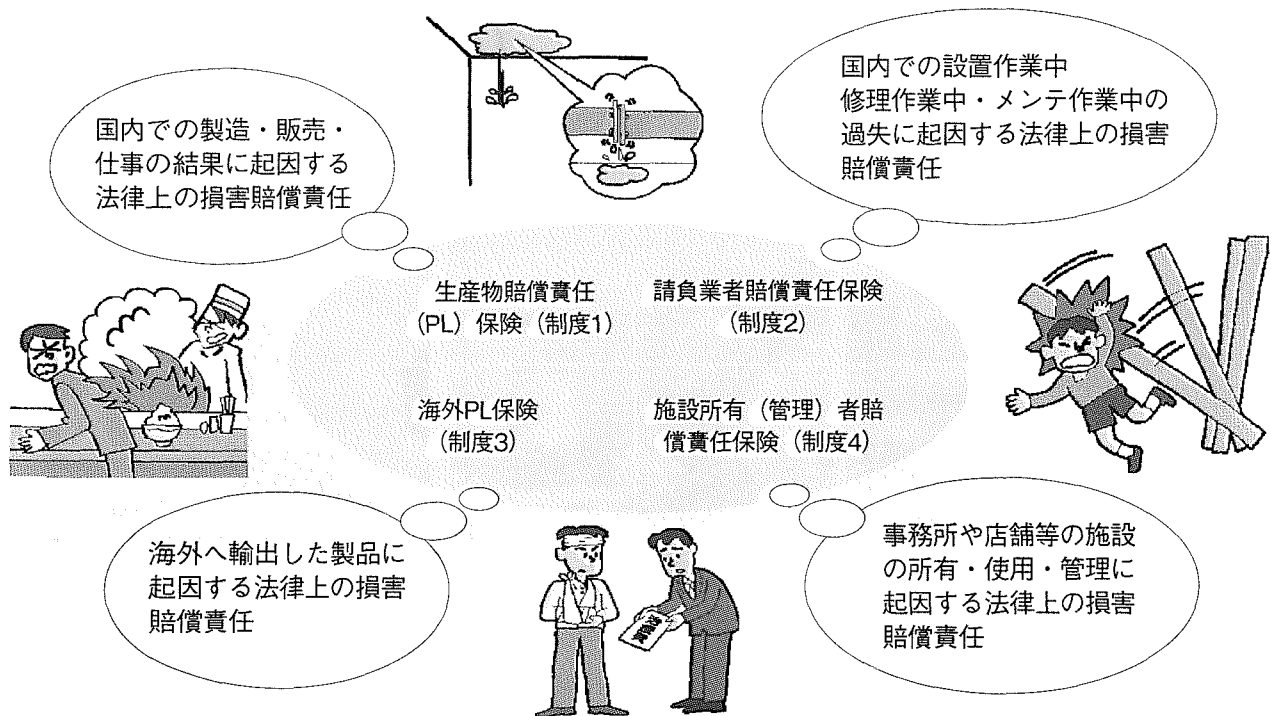 国内での製造・販売・
仕事の結果に起因する
法律上の損害賠償責任
国内での設置作業中
修理作業中・メンテ作業中の
過失に起因する法律上の損害
賠償責任
生産物賠償責任
（PL）保険（制度1）
請負業者賠償責任保険
（制度2）
海外PL保険
（制度3）
施設所有（管理）者賠
償責任保険（制度4）
海外へ輸出した製品に
起因する法律上の損害
賠償責任
事務所や店舗等の施設
の所有・使用・管理に
起因する法律上の損害
賠償責任